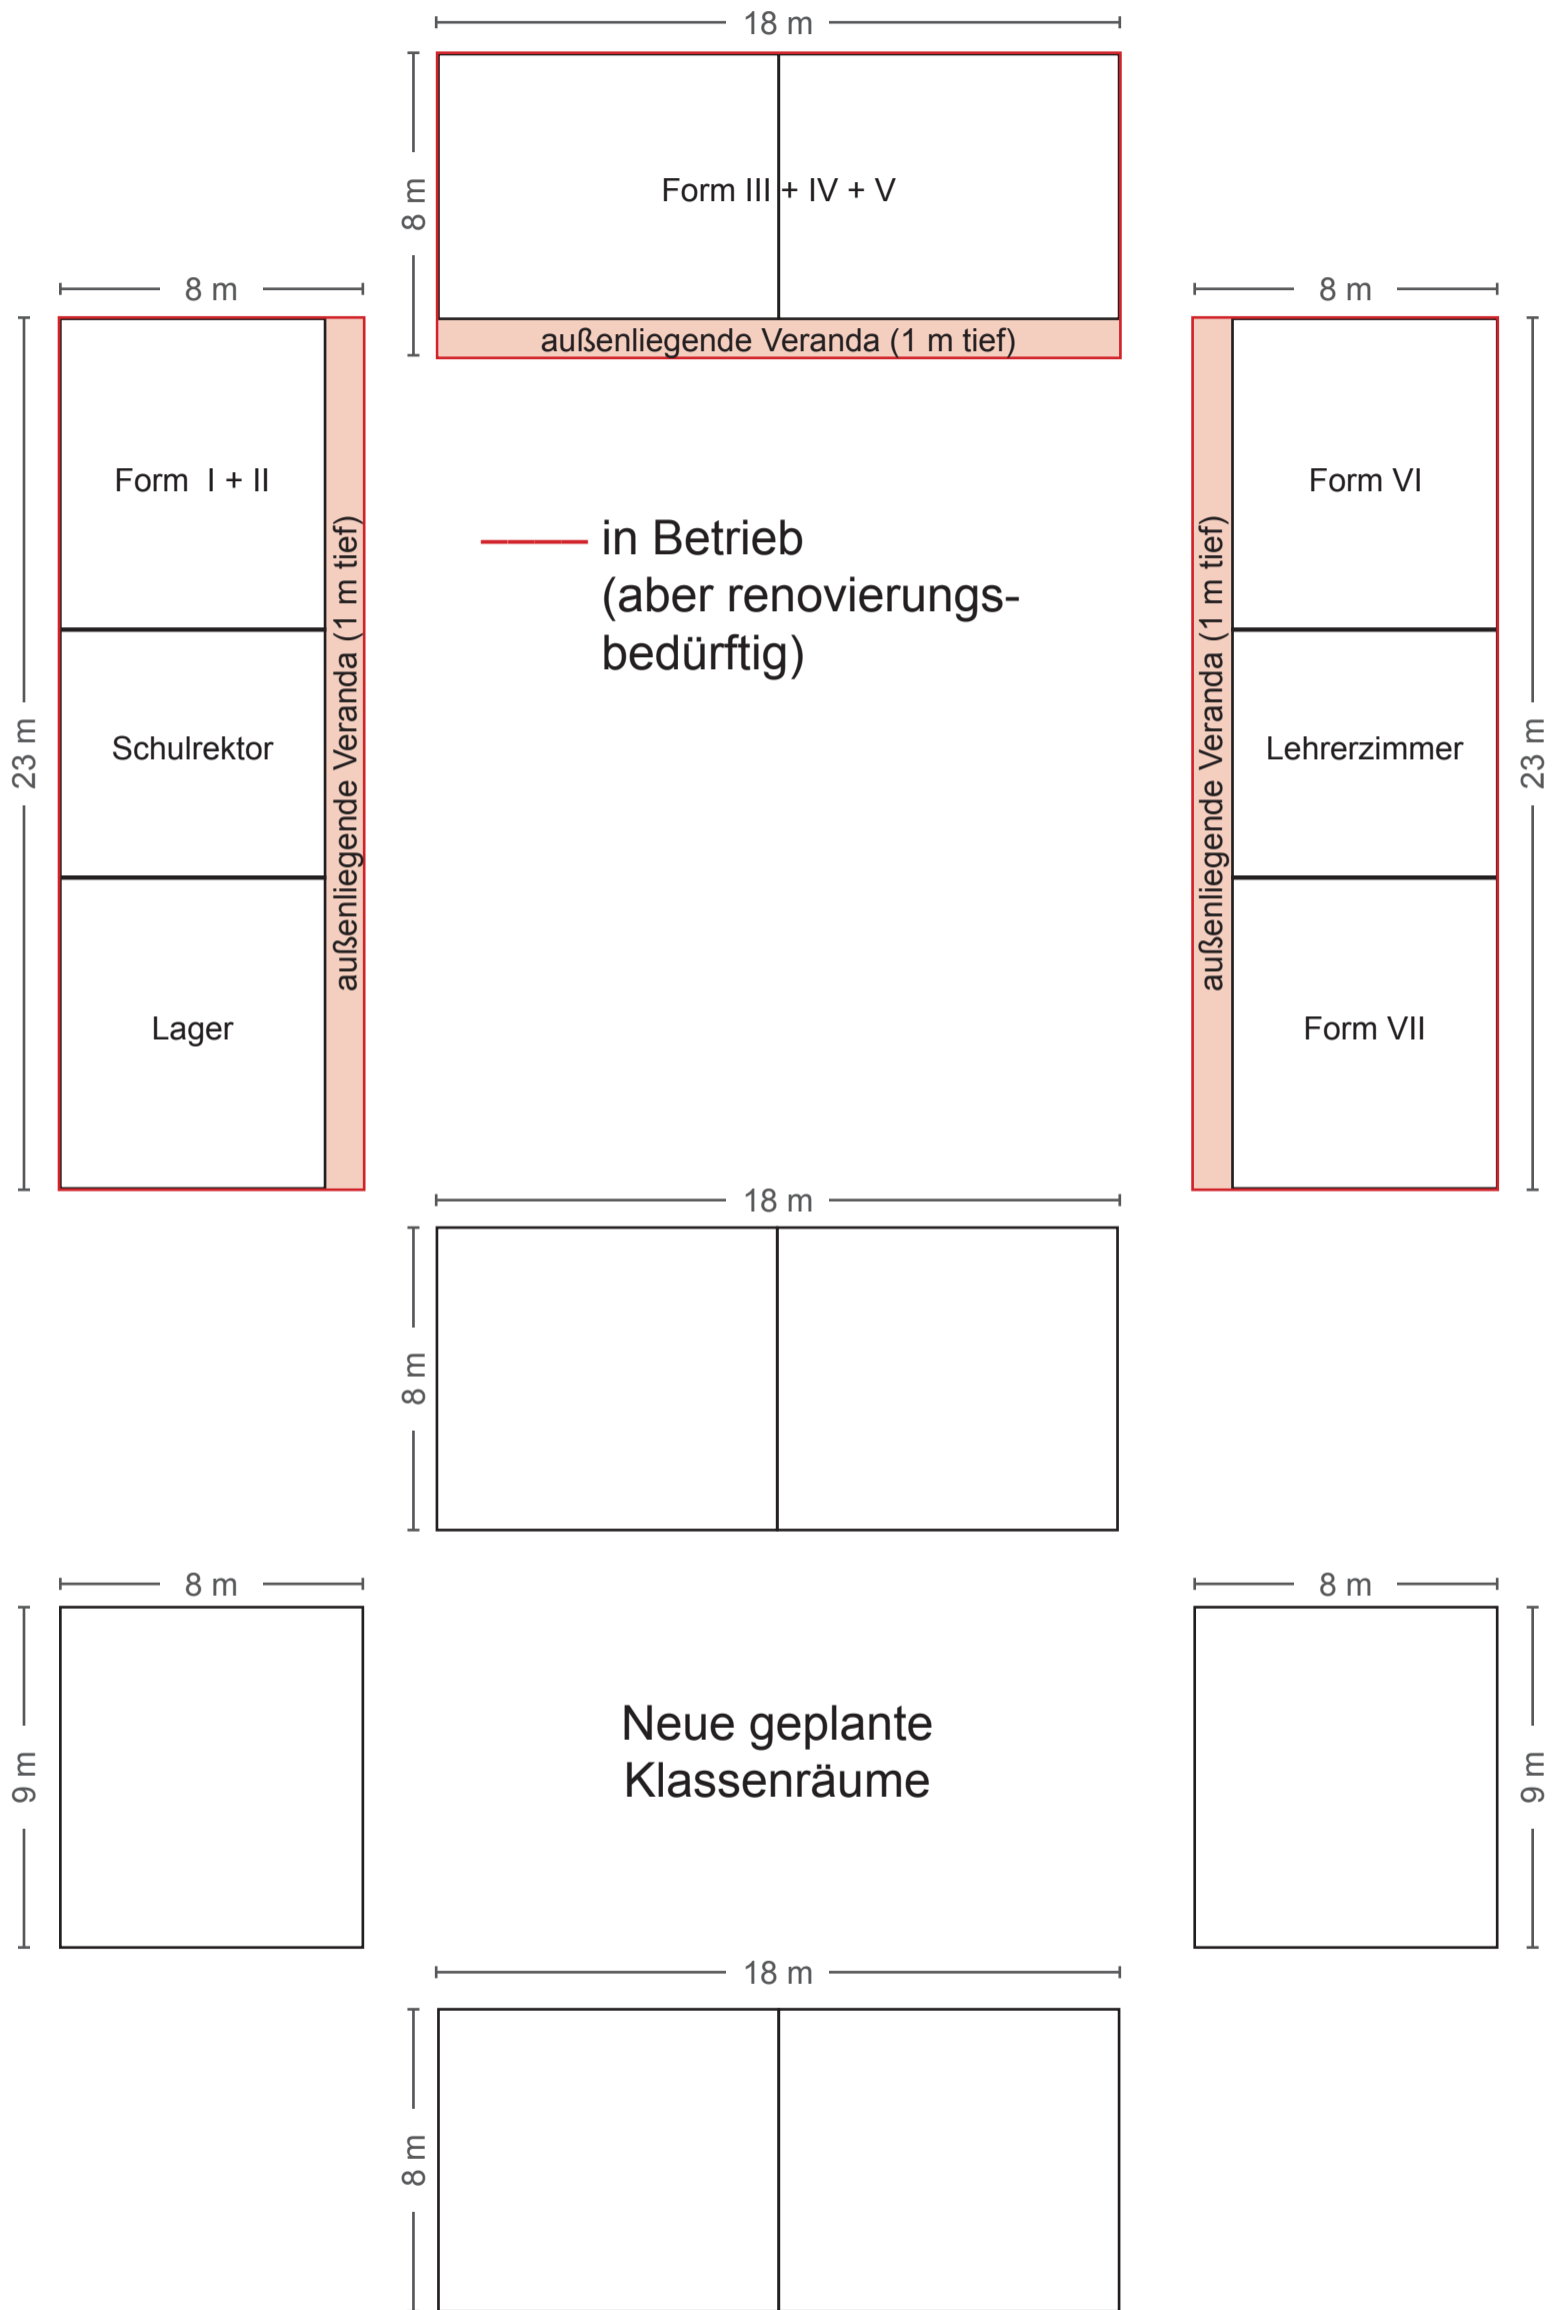 18 m
8 m
Form III + IV + V
außenliegende Veranda (1 m tief)
8 m
8 m
23 m
Form I + II
Schulrektor
Lager
außenliegende Veranda (1 m tief)
in Betrieb
(aber renovierungs-
bedürftig)
außenliegende Veranda (1 m tief)
Form VI
Lehrerzimmer
Form VII
23 m
18 m
8 m
8 m
8 m
9 m
Neue geplante
Klassenräume
9 m
18 m
8 m